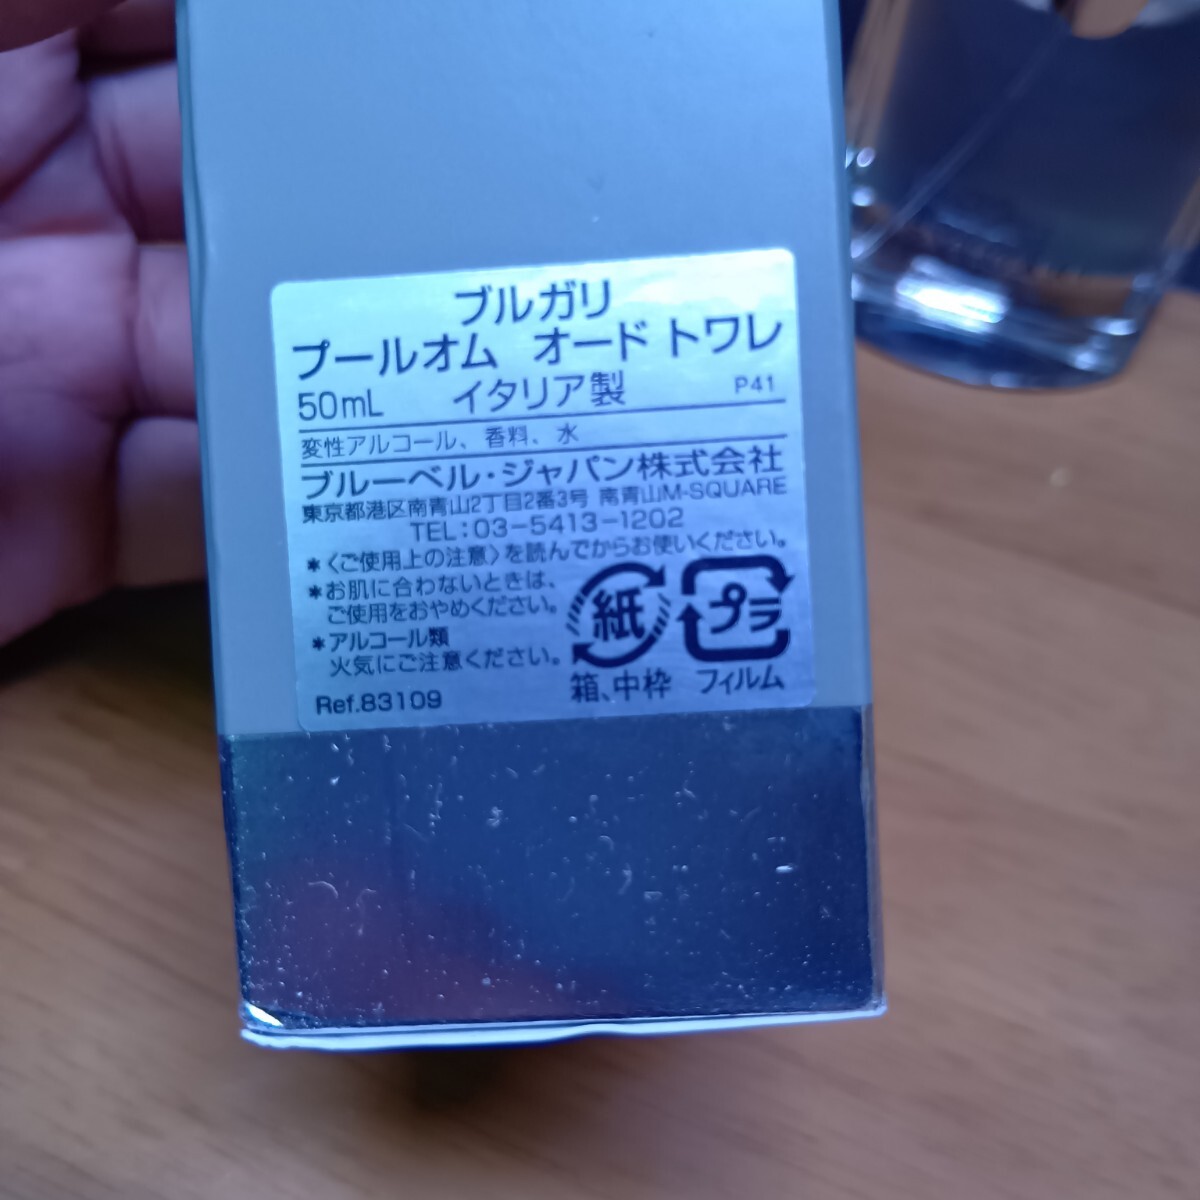 ブルガリ
プールオム オード トワレ
50mL イタリア製 P41
変性アルコール、香料、水
ブルーベル・ジャパン株式会社
東京都港区南青山2丁目2番3号 南青山M-SQUARE
TEL:03-5413-1202
*〈ご使用上の注意〉を読んでからお使いください。
*お肌に合わないときは、
ご使用をおやめください。
*アルコール類
火気にご注意ください。
紙 プラ
箱、中枠 フィルム
Ref.83109